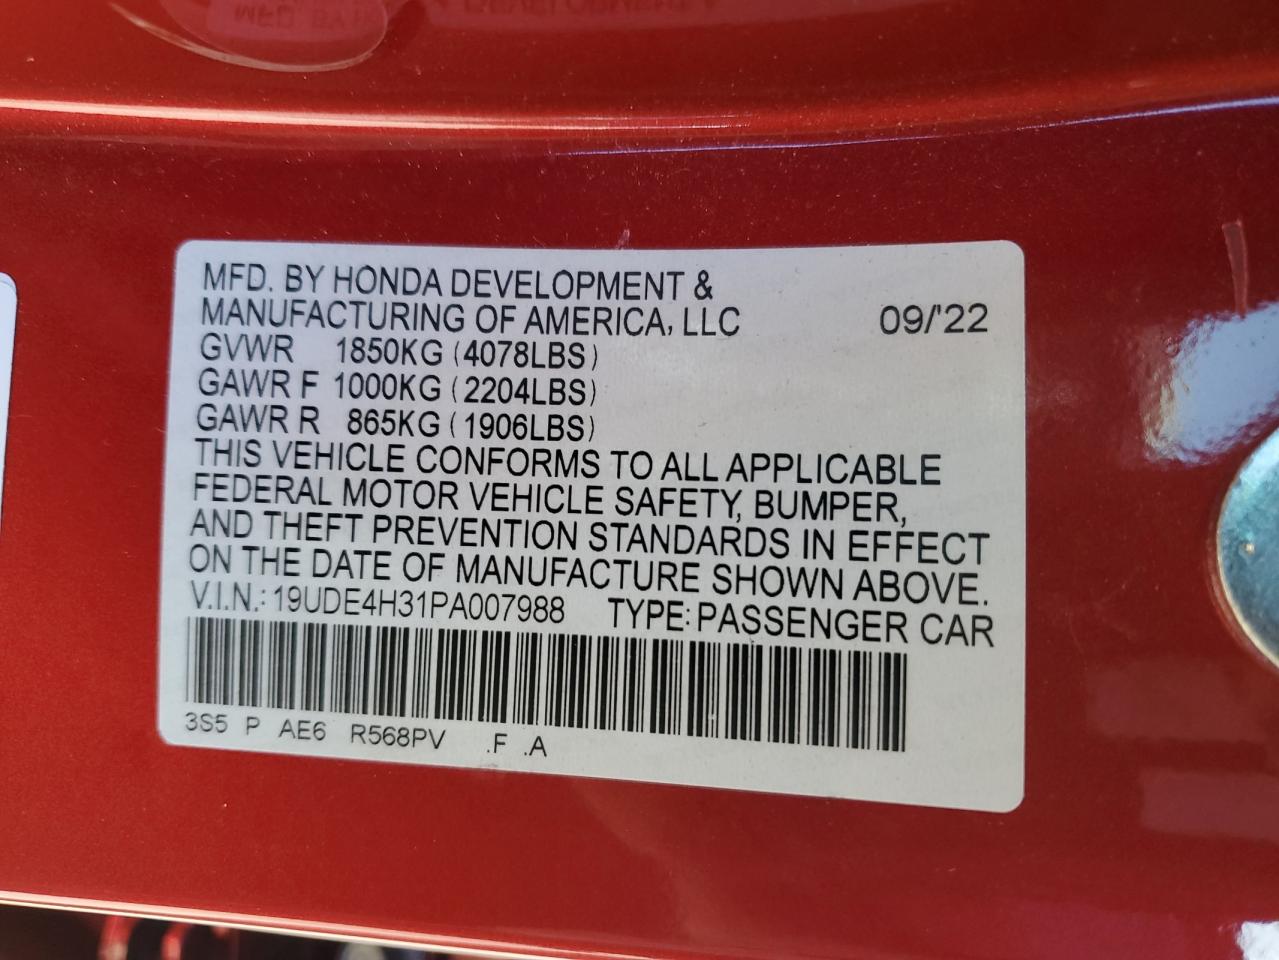 MFD. BY HONDA DEVELOPMENT &
MANUFACTURING OF AMERICA, LLC 09/'22
GVWR 1850KG (4078LBS)
GAWR F 1000KG (2204LBS)
GAWR R 865KG (1906LBS)
THIS VEHICLE CONFORMS TO ALL APPLICABLE
FEDERAL MOTOR VEHICLE SAFETY, BUMPER,
AND THEFT PREVENTION STANDARDS IN EFFECT
ON THE DATE OF MANUFACTURE SHOWN ABOVE.
V.I.N.: 19UDE4H31PA007988 TYPE: PASSENGER CAR
3S5 P AE6 R568PV .F .A